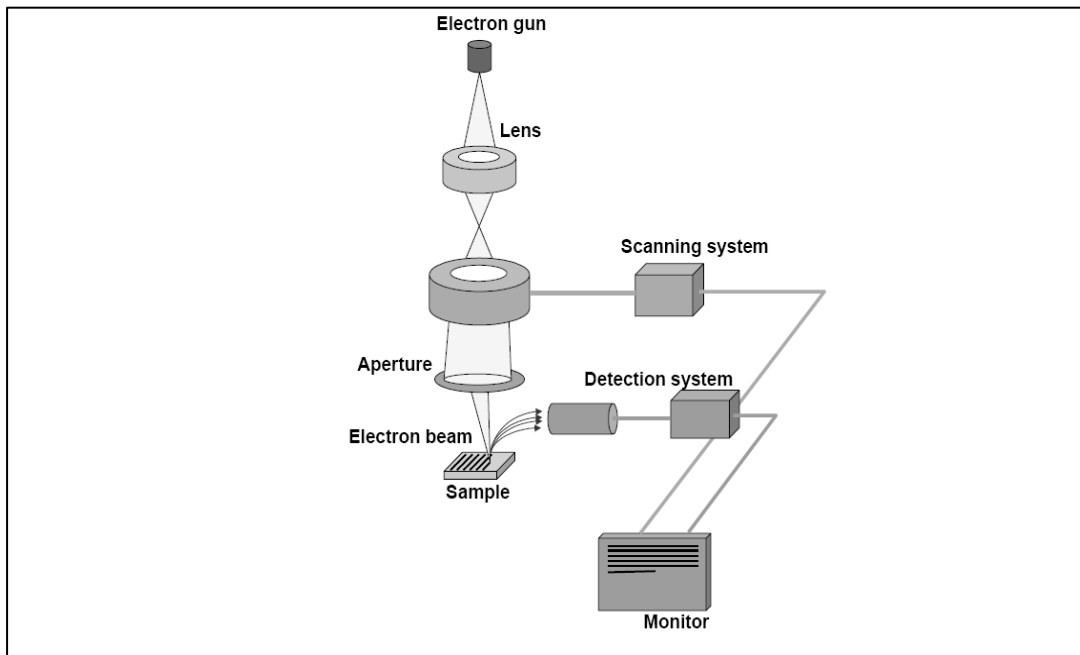 Electron gun
Lens
Scanning system
Aperture
Detection system
Electron beam
Sample
Monitor